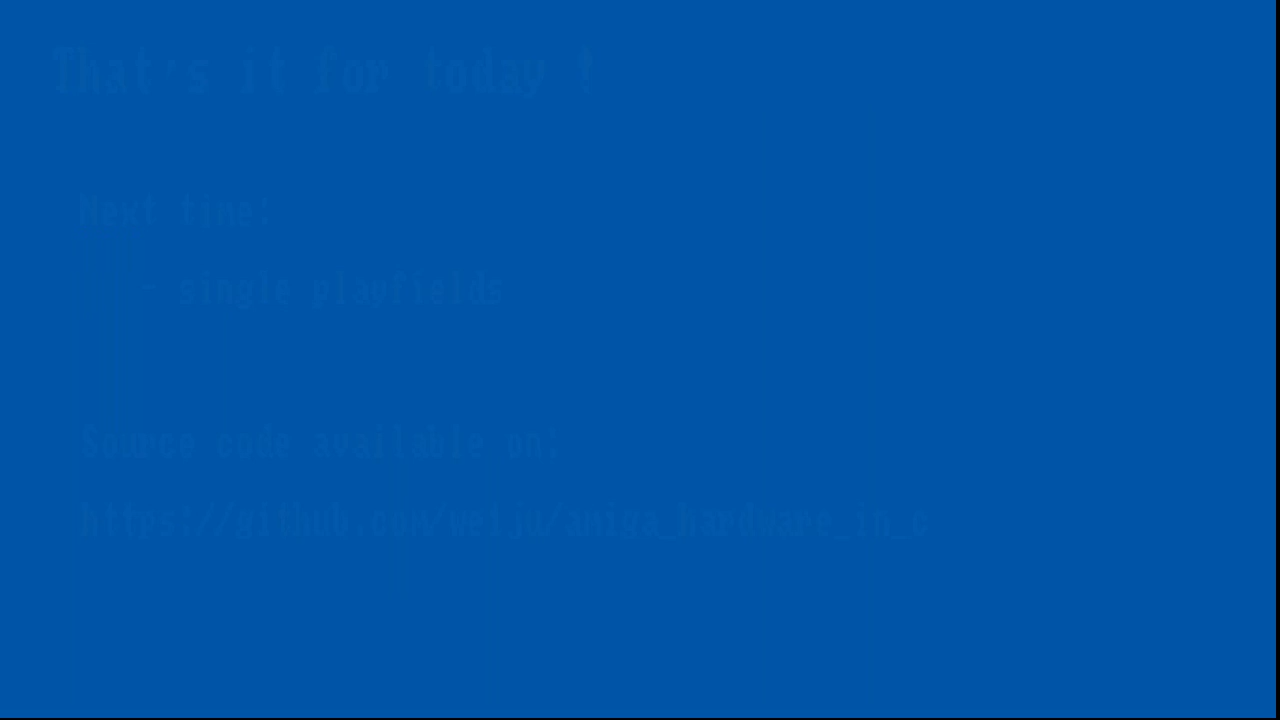 That's it for today !
Next time:
- single playfields
Source code available on:
https://github.com/weiju/amiga_hardware_in_c